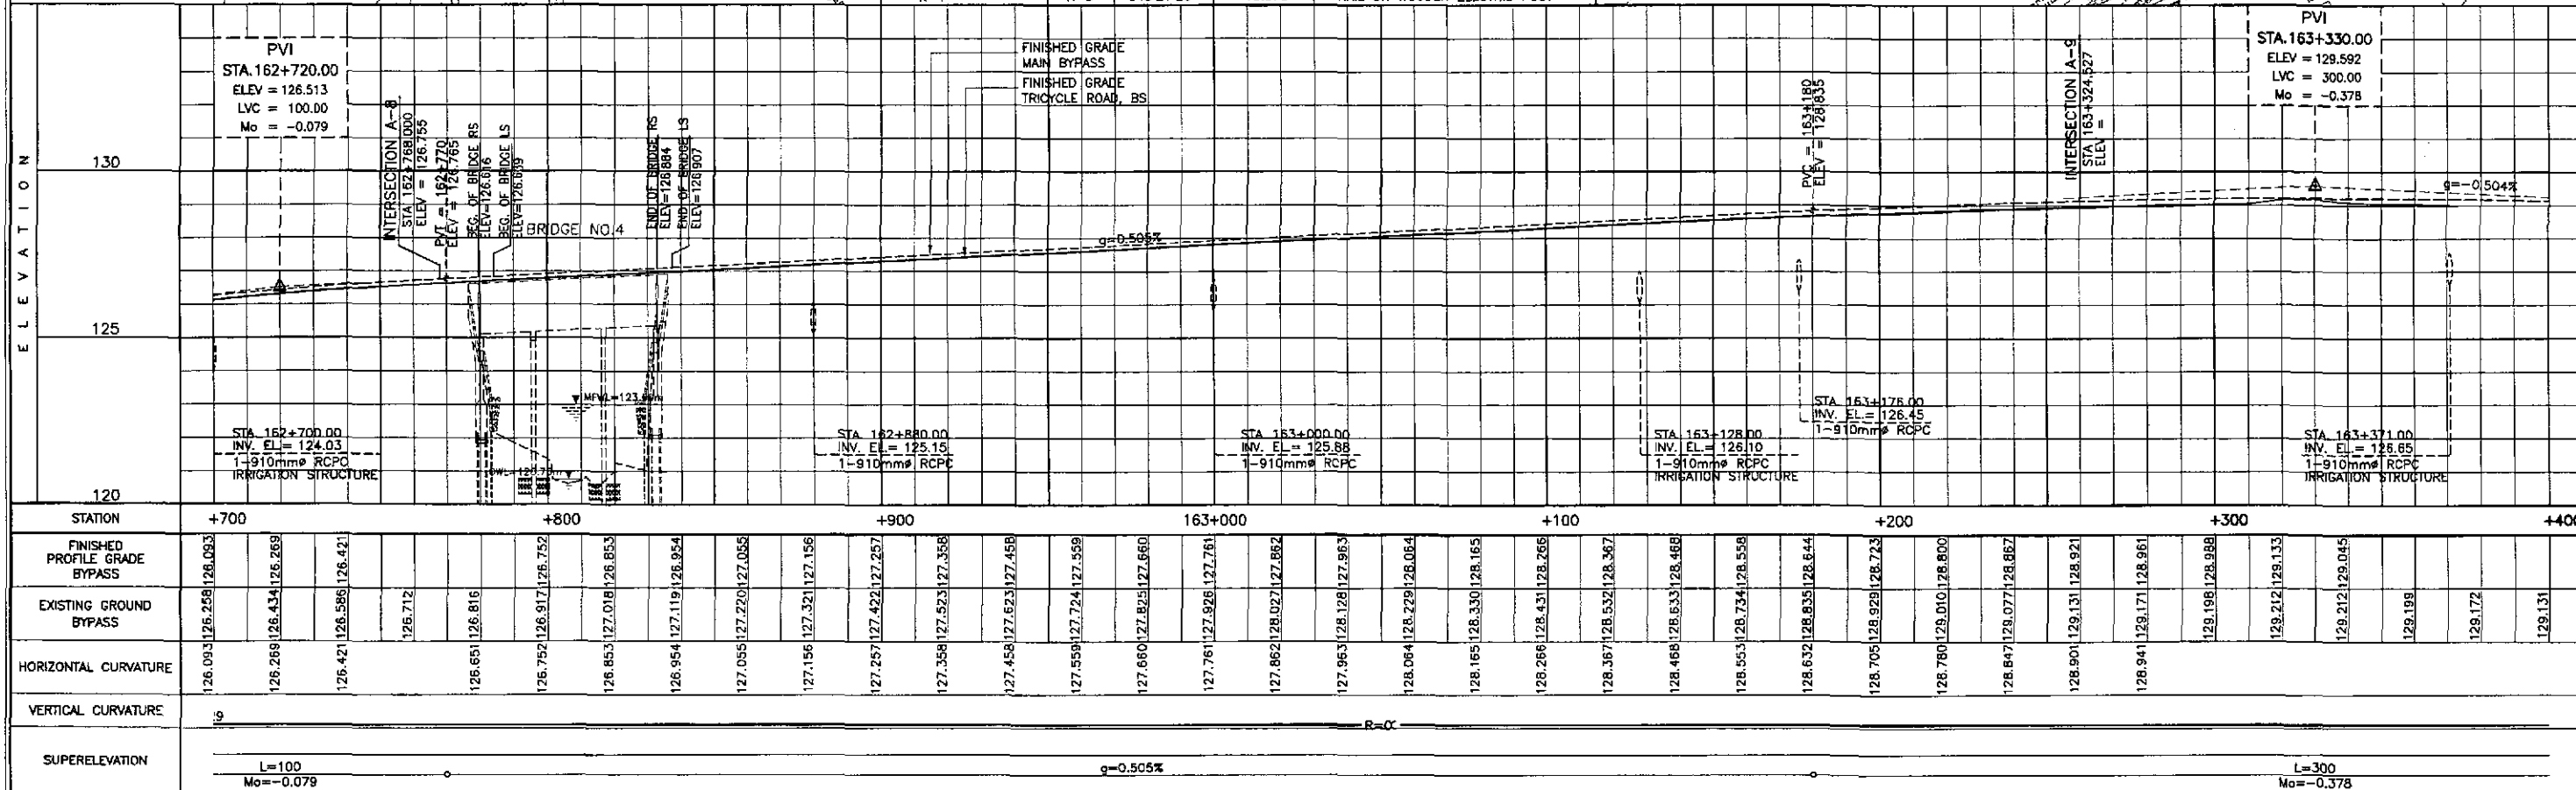 PVI
STA.162+720.00
ELEV = 126.513
LVC = 100.00
Mo = -0.079
INTERSECTION A-8
STA 162+768.000
ELEV = 126.755
PVT = 162+770
ELEV = 126.765
BEG. OF BRIDGE RS
ELEV=126.616
BEG. OF BRIDGE LS
ELEV=126.639
BRIDGE NO.4
END OF BRIDGE RS
ELEV=126.884
END OF BRIDGE LS
ELEV=126.907
FINISHED GRADE
MAIN BYPASS
FINISHED GRADE
TRICYCLE ROAD, BS
g=0.505%
PVC = 163+180
ELEV = 128.835
INTERSECTION A-9
STA 163+324.527
ELEV =
PVI
STA.163+330.00
ELEV = 129.592
LVC = 300.00
Mo = -0.378
g=-0.504%
ELEVATION
130
125
120
STA. 162+700.00
INV. EL.= 124.03
1-910mmø RCPC
IRRIGATION STRUCTURE
STA. 162+880.00
INV. EL.= 125.15
1-910mmø RCPC
STA. 163+000.00
INV. EL.= 125.88
1-910mmø RCPC
STA. 163+128.00
INV. EL.= 126.10
1-910mmø RCPC
IRRIGATION STRUCTURE
STA. 163+176.00
INV. EL.= 126.45
1-910mmø RCPC
STA. 163+371.00
INV. EL.= 126.65
1-910mmø RCPC
IRRIGATION STRUCTURE
STATION +700 +800 +900 163+000 +100 +200 +300 +400
FINISHED
PROFILE GRADE
BYPASS
126.093 126.269 126.421 126.752 126.853 126.954 127.055 127.156 127.257 127.358 127.458 127.559 127.660 127.761 127.862 127.963 128.064 128.165 128.266 128.367 128.468 128.558 128.644 128.723 128.800 128.867 128.921 128.961 128.988 129.133 129.045
EXISTING GROUND
BYPASS
126.258 126.434 126.586 126.712 126.816 126.917 127.018 127.119 127.220 127.321 127.422 127.523 127.623 127.724 127.825 127.926 128.027 128.128 128.229 128.330 128.431 128.532 128.633 128.734 128.835 128.929 129.010 129.077 129.131 129.171 129.198 129.212 129.212 129.199 129.172 129.131
HORIZONTAL CURVATURE
126.093 126.269 126.421 126.651 126.752 126.853 126.954 127.055 127.156 127.257 127.358 127.458 127.559 127.660 127.761 127.862 127.963 128.064 128.165 128.266 128.367 128.468 128.553 128.632 128.705 128.780 128.847 128.901 128.941
VERTICAL CURVATURE
SUPERELEVATION
L=100
Mo=-0.079
g=0.505%
L=300
Mo=-0.378